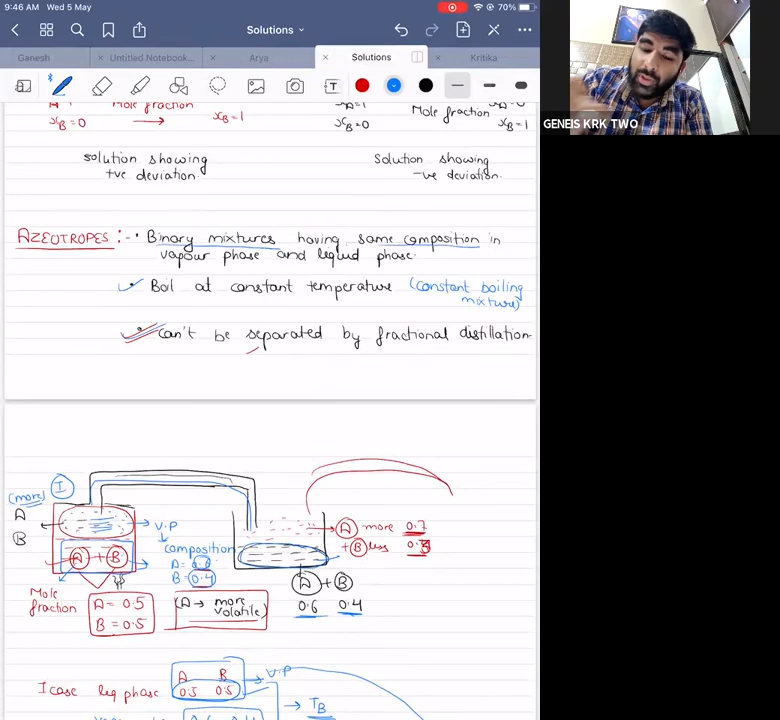 9:46 AM Wed 5 May
70%
Solutions
Ganesh
Untitled Notebook...
Arya
Solutions
Kritika
GENEIS KRK TWO
Mole fraction
xB=0
xB=1
xA=1
xB=0
Mole fraction
xB=1
solution showing
+ve deviation.
Solution showing
-ve deviation.
AZEOTROPES :- • Binary mixtures having same composition in
vapour phase and liquid phase.
• Boil at constant temperature (constant boiling
mixture)
• Can't be separated by fractional distillation
(more) I
A
B
V.P
composition
A=0.6
B=0.4
A + B
Mole
fraction
A = 0.5
B = 0.5
(A → more
volatile)
A more 0.7
+ B less 0.3
A + B
0.6 0.4
I case liq phase
A B
0.5 0.5
V.P
TB